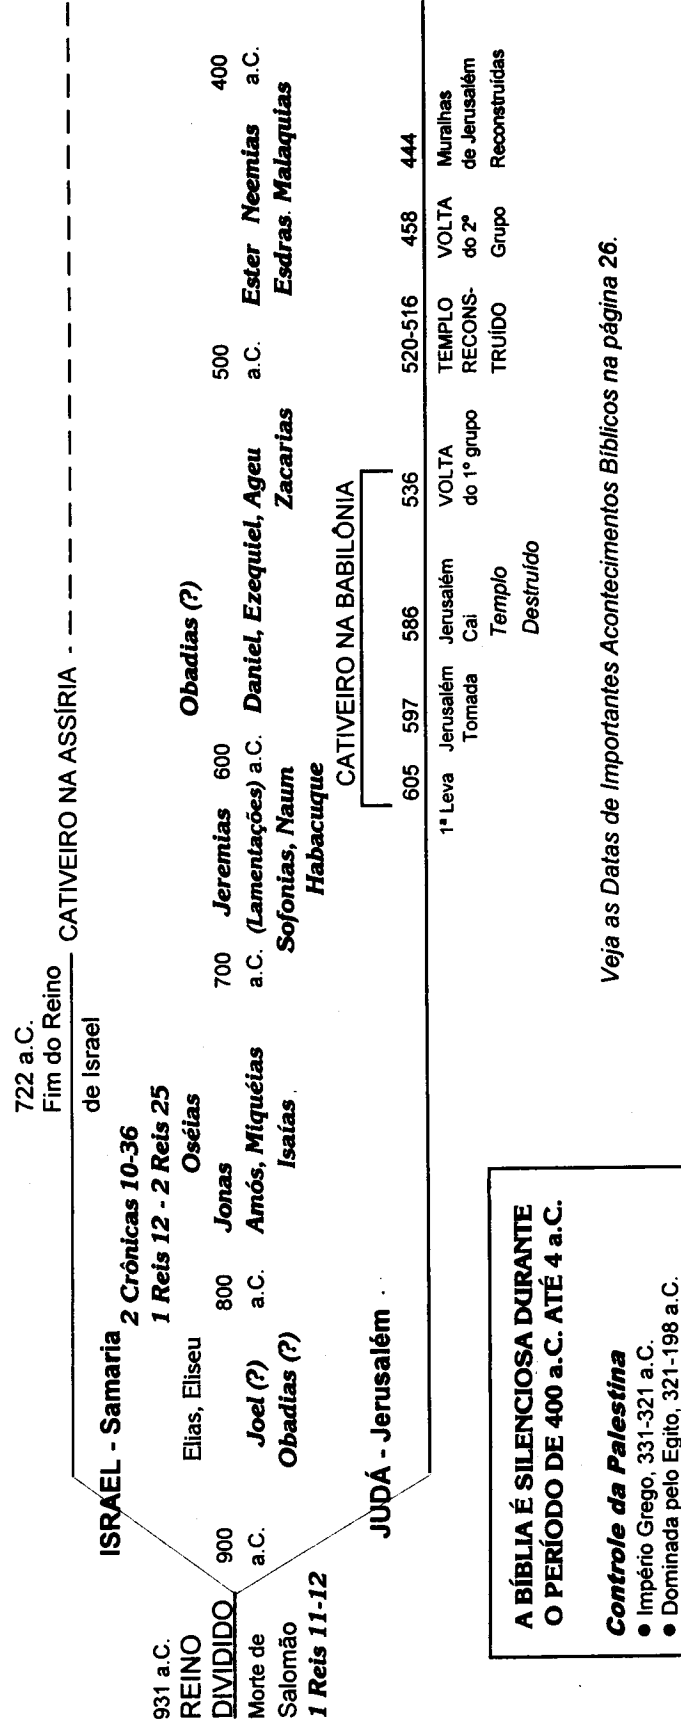 722 a.C.
Fim do Reino
de Israel
CATIVEIRO NA ASSÍRIA
ISRAEL - Samaria
2 Crônicas 10-36
1 Reis 12 - 2 Reis 25
Elias, Eliseu
Oséias
Obadias (?)
931 a.C.
REINO
DIVIDIDO
Morte de
Salomão
1 Reis 11-12
900
a.C.
Joel (?)
Obadias (?)
800
a.C.
Jonas
Amós, Miquéias
Isaías
700
a.C.
Jeremias
(Lamentações)
Sofonias, Naum
Habacuque
600
a.C.
Daniel, Ezequiel, Ageu
Zacarias
500
a.C.
Ester Neemias
Esdras. Malaquias
400
a.C.
JUDÁ - Jerusalém
CATIVEIRO NA BABILÔNIA
605
1ª Leva
597
Jerusalém
Tomada
586
Jerusalém
Cai
Templo
Destruído
536
VOLTA
do 1º grupo
520-516
TEMPLO
RECONS-
TRUÍDO
458
VOLTA
do 2º
Grupo
444
Muralhas
de Jerusalém
Reconstruídas
A BÍBLIA É SILENCIOSA DURANTE
O PERÍODO DE 400 a.C. ATÉ 4 a.C.
Controle da Palestina
● Império Grego, 331-321 a.C.
● Dominada pelo Egito, 321-198 a.C.
Veja as Datas de Importantes Acontecimentos Bíblicos na página 26.